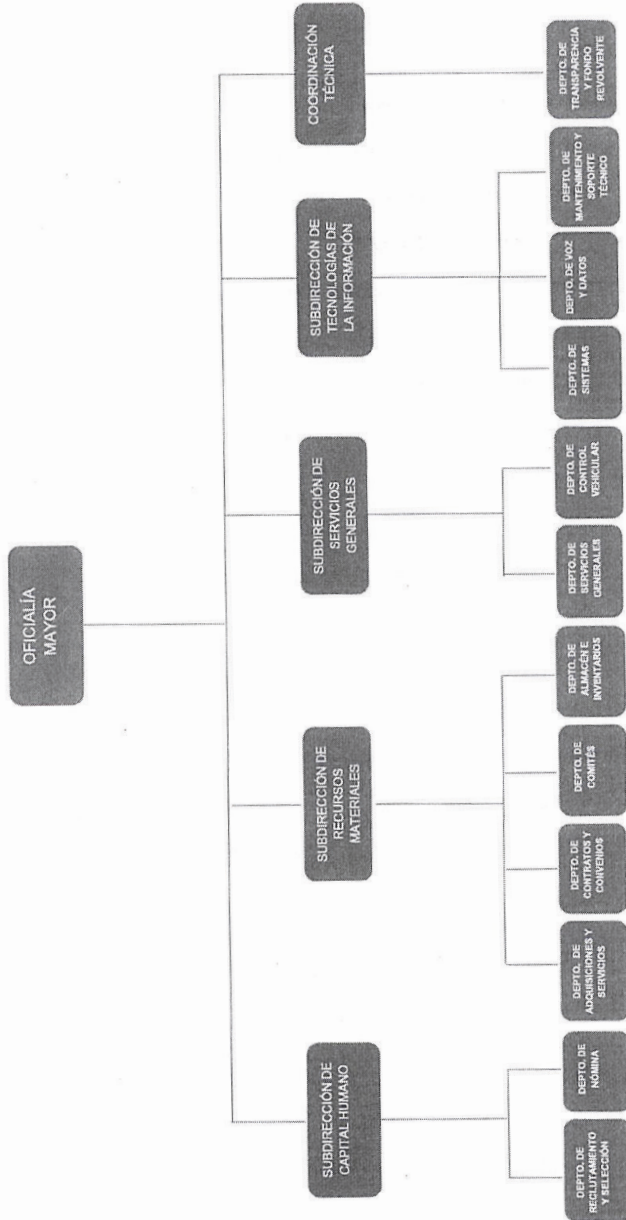 OFICIALÍA
MAYOR
SUBDIRECCIÓN DE
CAPITAL HUMANO
SUBDIRECCIÓN DE
RECURSOS
MATERIALES
SUBDIRECCIÓN DE
SERVICIOS
GENERALES
SUBDIRECCIÓN DE
TECNOLOGÍAS DE
LA INFORMACIÓN
COORDINACIÓN
TÉCNICA
DEPTO. DE
RECLUTAMIENTO
Y SELECCIÓN
DEPTO. DE
NÓMINA
DEPTO. DE
ADQUISICIONES Y
SERVICIOS
DEPTO. DE
CONTRATOS Y
CONVENIOS
DEPTO. DE
COMITÉS
DEPTO. DE
ALMACÉN E
INVENTARIOS
DEPTO. DE
SERVICIOS
GENERALES
DEPTO. DE
CONTROL
VEHICULAR
DEPTO. DE
SISTEMAS
DEPTO. DE VOZ
Y DATOS
DEPTO. DE
MANTENIMIENTO Y
SOPORTE
TÉCNICO
DEPTO. DE
TRANSPARENCIA
Y FONDO
REVOLVENTE